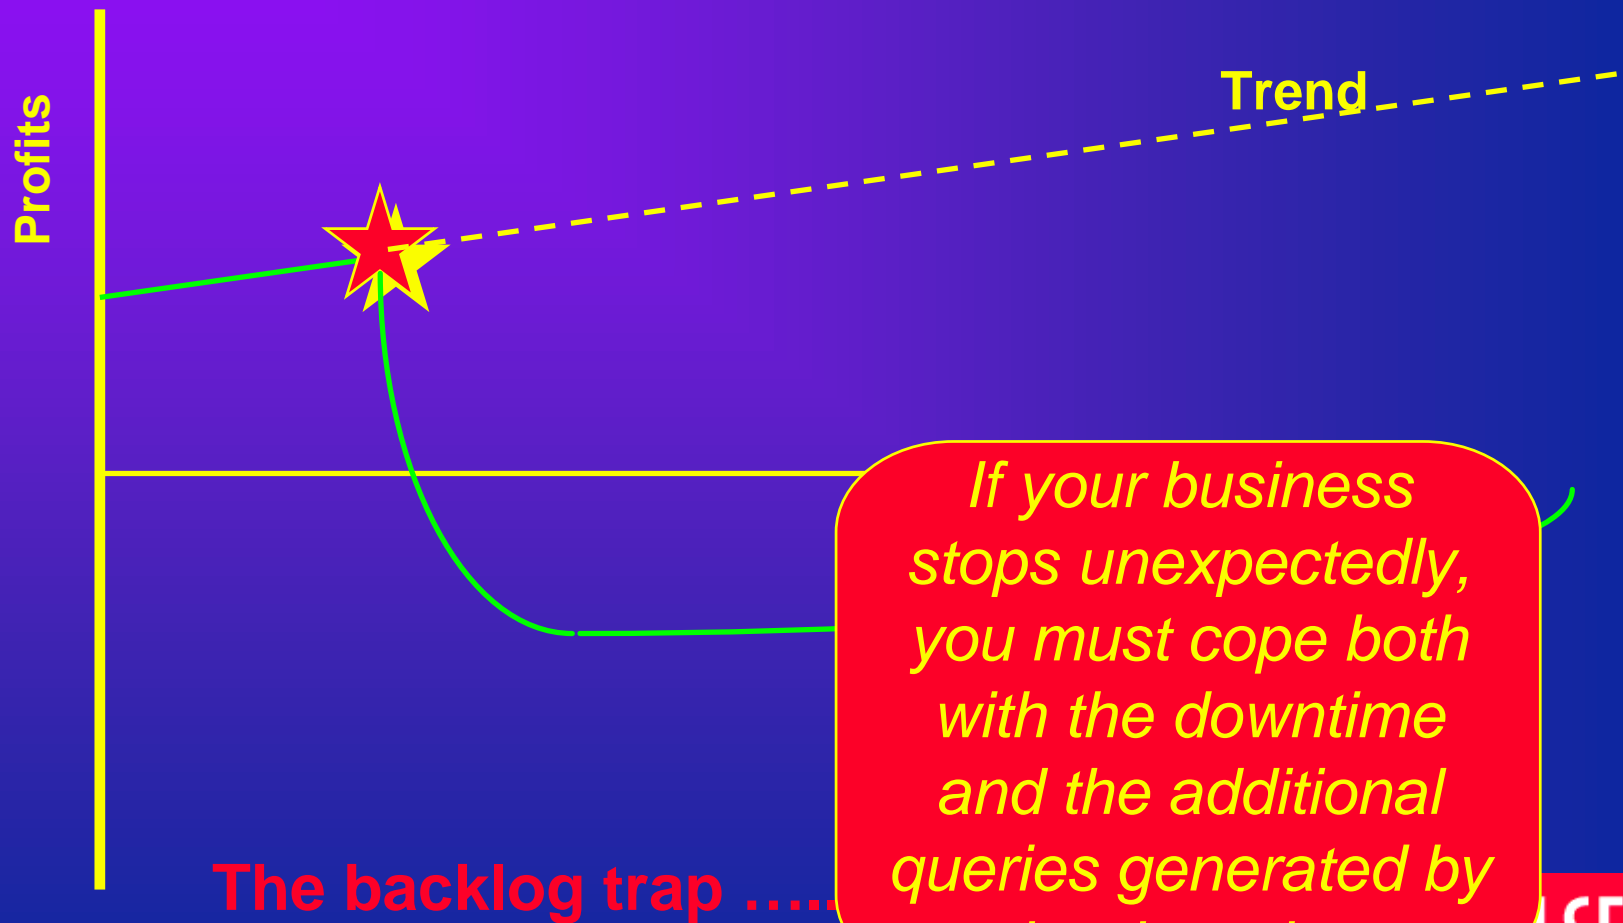 Profits
Trend
If your business
stops unexpectedly,
you must cope both
with the downtime
and the additional
queries generated by
The backlog trap …..